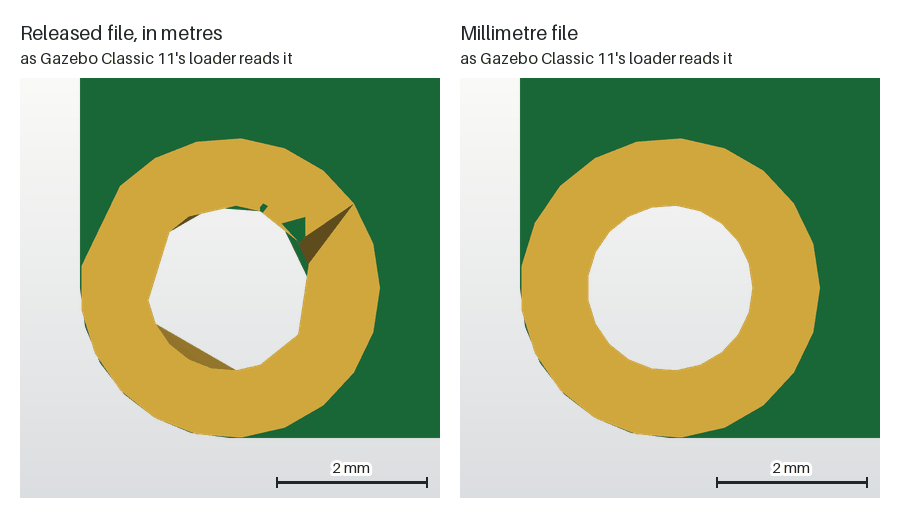 Released file, in metres
as Gazebo Classic 11's loader reads it
Millimetre file
as Gazebo Classic 11's loader reads it
2 mm
2 mm